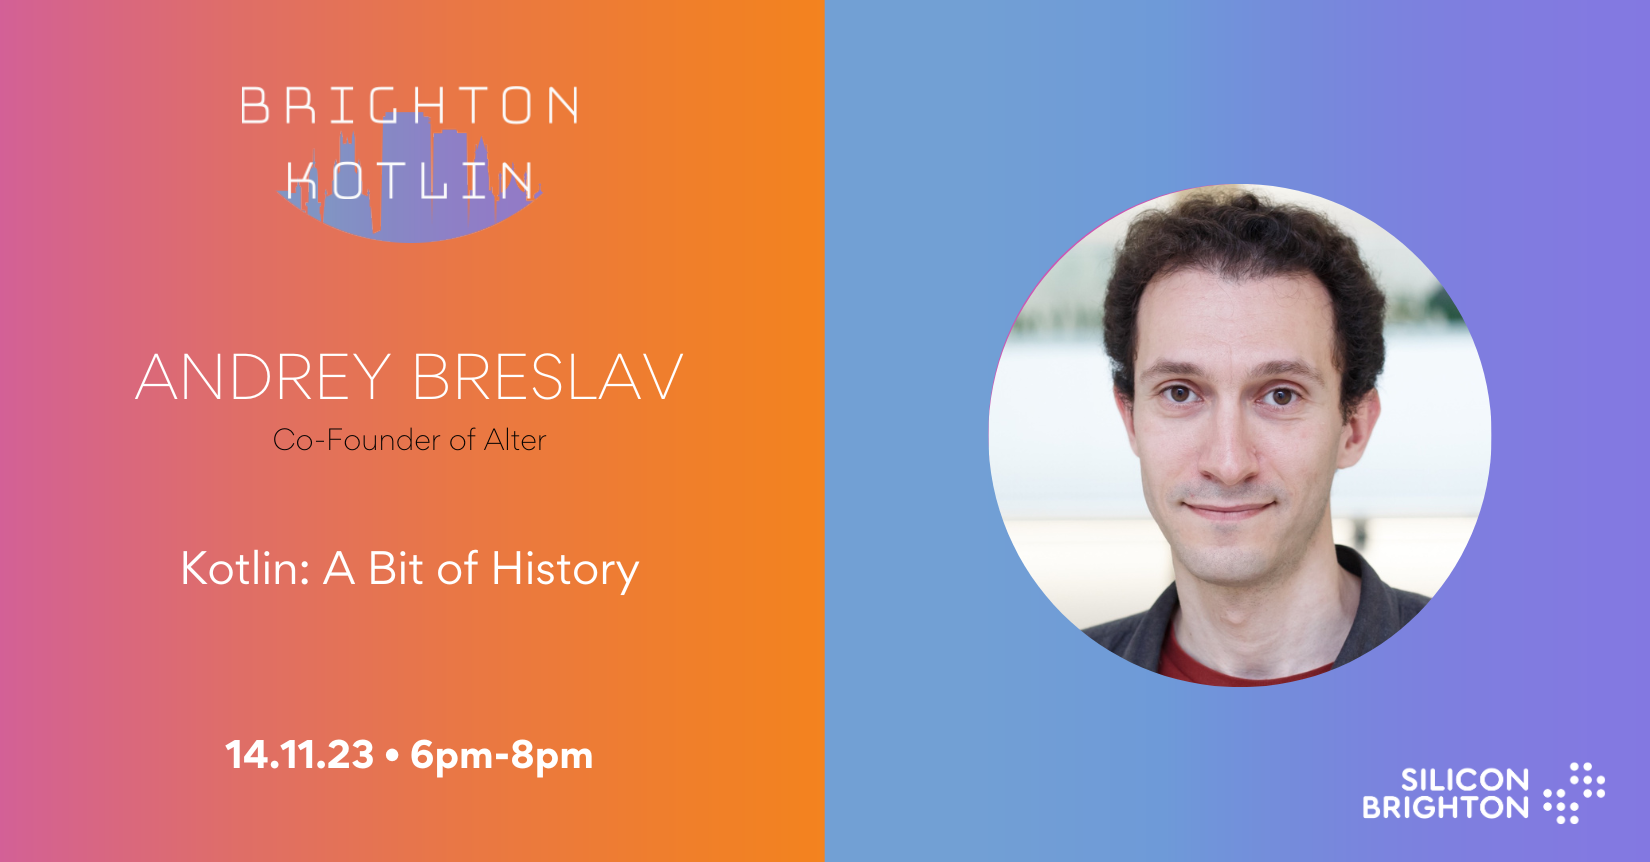 BRIGHTON
KOTLIN
ANDREY BRESLAV
Co-Founder of Alter
Kotlin: A Bit of History
14.11.23 • 6pm-8pm
SILICON
BRIGHTON